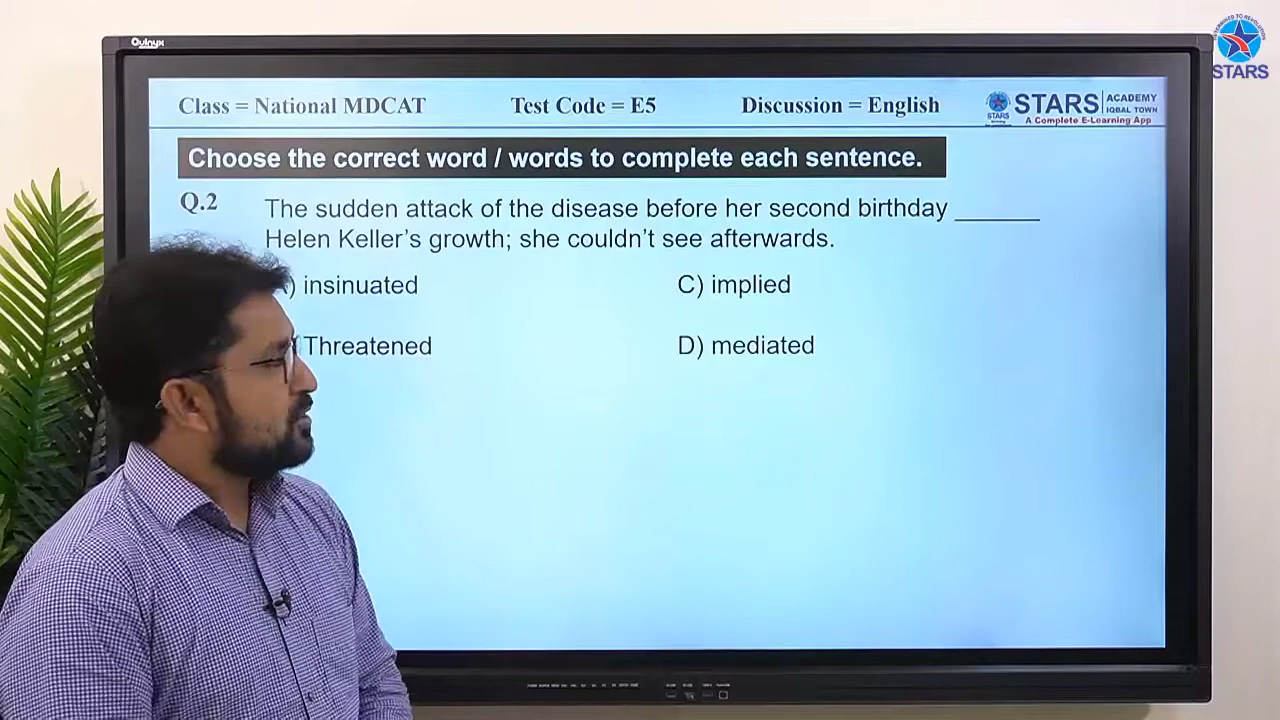 Qulnyx
STARS
Class = National MDCAT Test Code = E5 Discussion = English
STARS ACADEMY IQBAL TOWN
A Complete E-Learning App
STARS
Choose the correct word / words to complete each sentence.
Q.2 The sudden attack of the disease before her second birthday ______
Helen Keller's growth; she couldn't see afterwards.
) insinuated C) implied
Threatened D) mediated